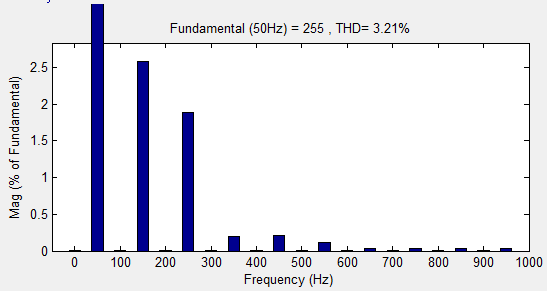 Fundamental (50Hz) = 255 , THD= 3.21%
2.5
2
1.5
1
0.5
0
Mag (% of Fundamental)
0 100 200 300 400 500 600 700 800 900 1000
Frequency (Hz)